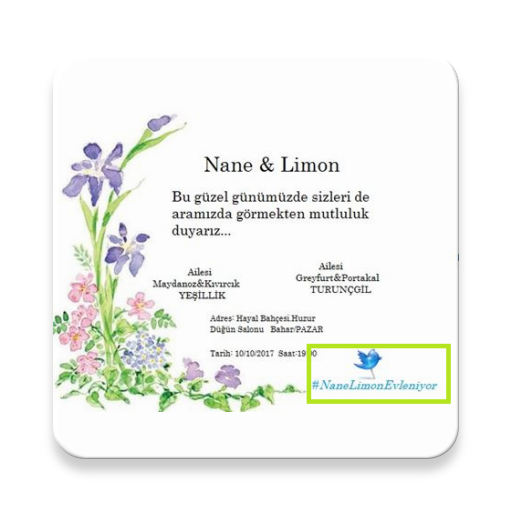 Nane & Limon
Bu güzel günümüzde sizleri de
aramızda görmekten mutluluk
duyarız...
Ailesi
Maydanoz&Kıvırcık
YEŞİLLİK
Ailesi
Greyfurt&Portakal
TURUNÇGİL
Adres: Hayal Bahçesi.Huzur
Düğün Salonu Bahar/PAZAR
Tarih: 10/10/2017 Saat:19:00
#NaneLimonEvleniyor